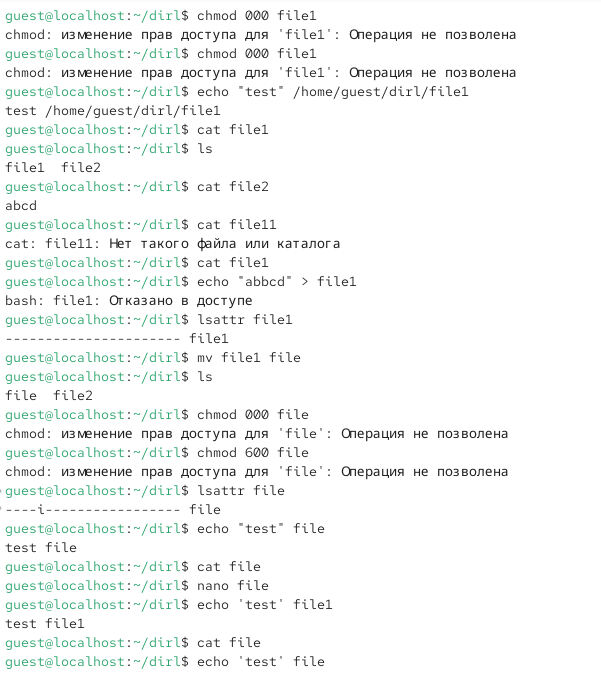 guest@localhost:~/dirl$ chmod 000 file1
chmod: изменение прав доступа для 'file1': Операция не позволена
guest@localhost:~/dirl$ chmod 000 file1
chmod: изменение прав доступа для 'file1': Операция не позволена
guest@localhost:~/dirl$ echo "test" /home/guest/dirl/file1
test /home/guest/dirl/file1
guest@localhost:~/dirl$ cat file1
guest@localhost:~/dirl$ ls
file1  file2
guest@localhost:~/dirl$ cat file2
abcd
guest@localhost:~/dirl$ cat file11
cat: file11: Нет такого файла или каталога
guest@localhost:~/dirl$ cat file1
guest@localhost:~/dirl$ echo "abbcd" > file1
bash: file1: Отказано в доступе
guest@localhost:~/dirl$ lsattr file1
---------------------- file1
guest@localhost:~/dirl$ mv file1 file
guest@localhost:~/dirl$ ls
file  file2
guest@localhost:~/dirl$ chmod 000 file
chmod: изменение прав доступа для 'file': Операция не позволена
guest@localhost:~/dirl$ chmod 600 file
chmod: изменение прав доступа для 'file': Операция не позволена
guest@localhost:~/dirl$ lsattr file
----i----------------- file
guest@localhost:~/dirl$ echo "test" file
test file
guest@localhost:~/dirl$ cat file
guest@localhost:~/dirl$ nano file
guest@localhost:~/dirl$ echo 'test' file1
test file1
guest@localhost:~/dirl$ cat file
guest@localhost:~/dirl$ echo 'test' file